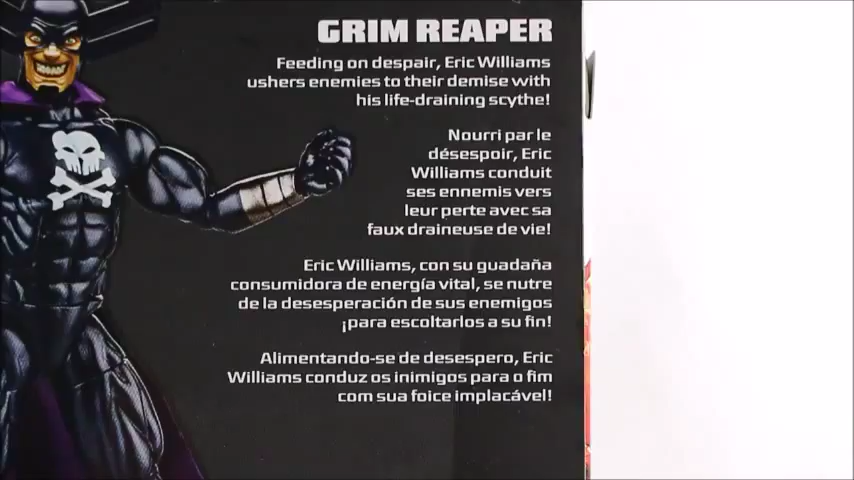 GRIM REAPER
Feeding on despair, Eric Williams
ushers enemies to their demise with
his life-draining scythe!
Nourri par le
désespoir, Eric
Williams conduit
ses ennemis vers
leur perte avec sa
faux draineuse de vie!
Eric Williams, con su guadaña
consumidora de energía vital, se nutre
de la desesperación de sus enemigos
¡para escoltarlos a su fin!
Alimentando-se de desespero, Eric
Williams conduz os inimigos para o fim
com sua foice implacável!